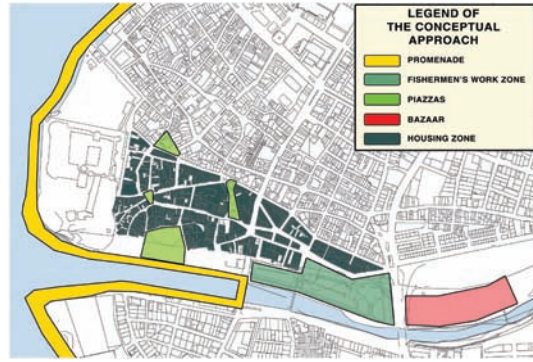 LEGEND OF
THE CONCEPTUAL
APPROACH
PROMENADE
FISHERMEN'S WORK ZONE
PIAZZAS
BAZAAR
HOUSING ZONE